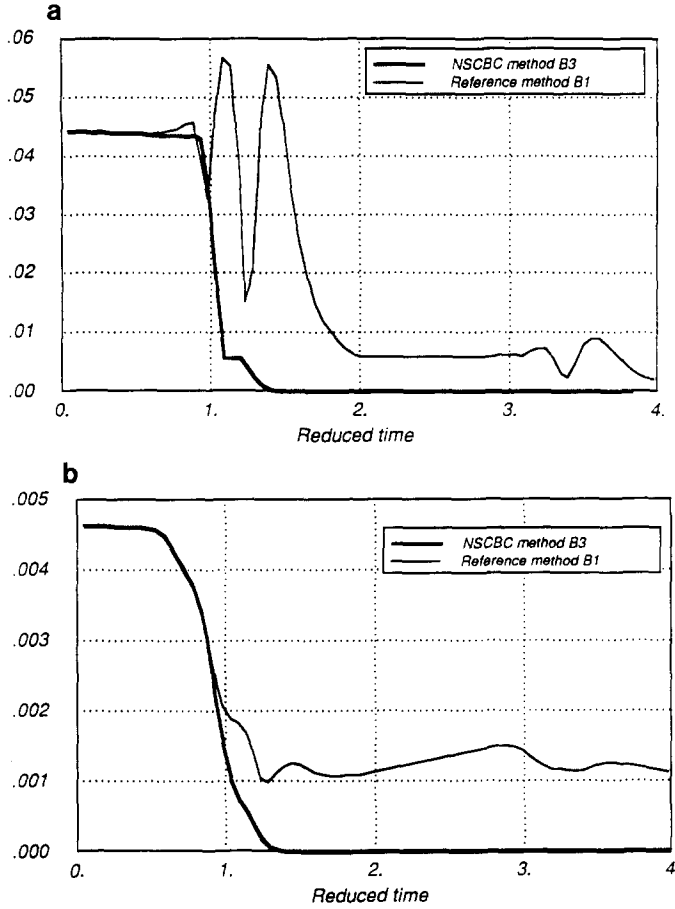 a
.06
NSCBC method B3
Reference method B1
.05
.04
.03
.02
.01
.00
0. 1. 2. 3. 4.
Reduced time
b
.005
NSCBC method B3
Reference method B1
.004
.003
.002
.001
.000
0. 1. 2. 3. 4
Reduced time